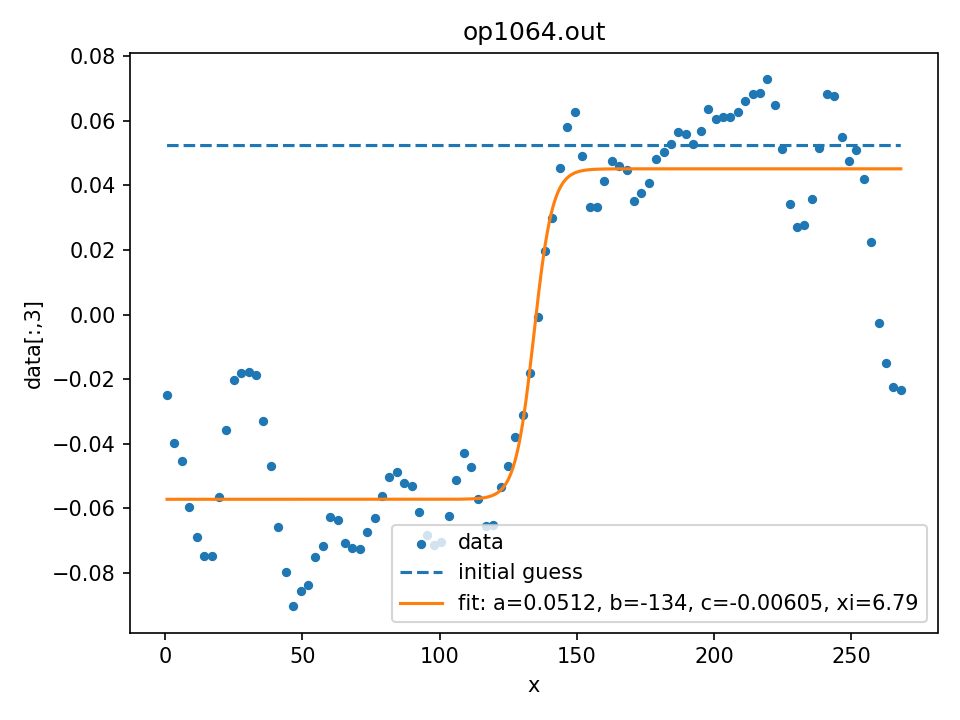 op1064.out
0.08
0.06
0.04
0.02
0.00
−0.02
−0.04
−0.06
−0.08
data[:,3]
data
initial guess
fit: a=0.0512, b=-134, c=-0.00605, xi=6.79
0 50 100 150 200 250
x